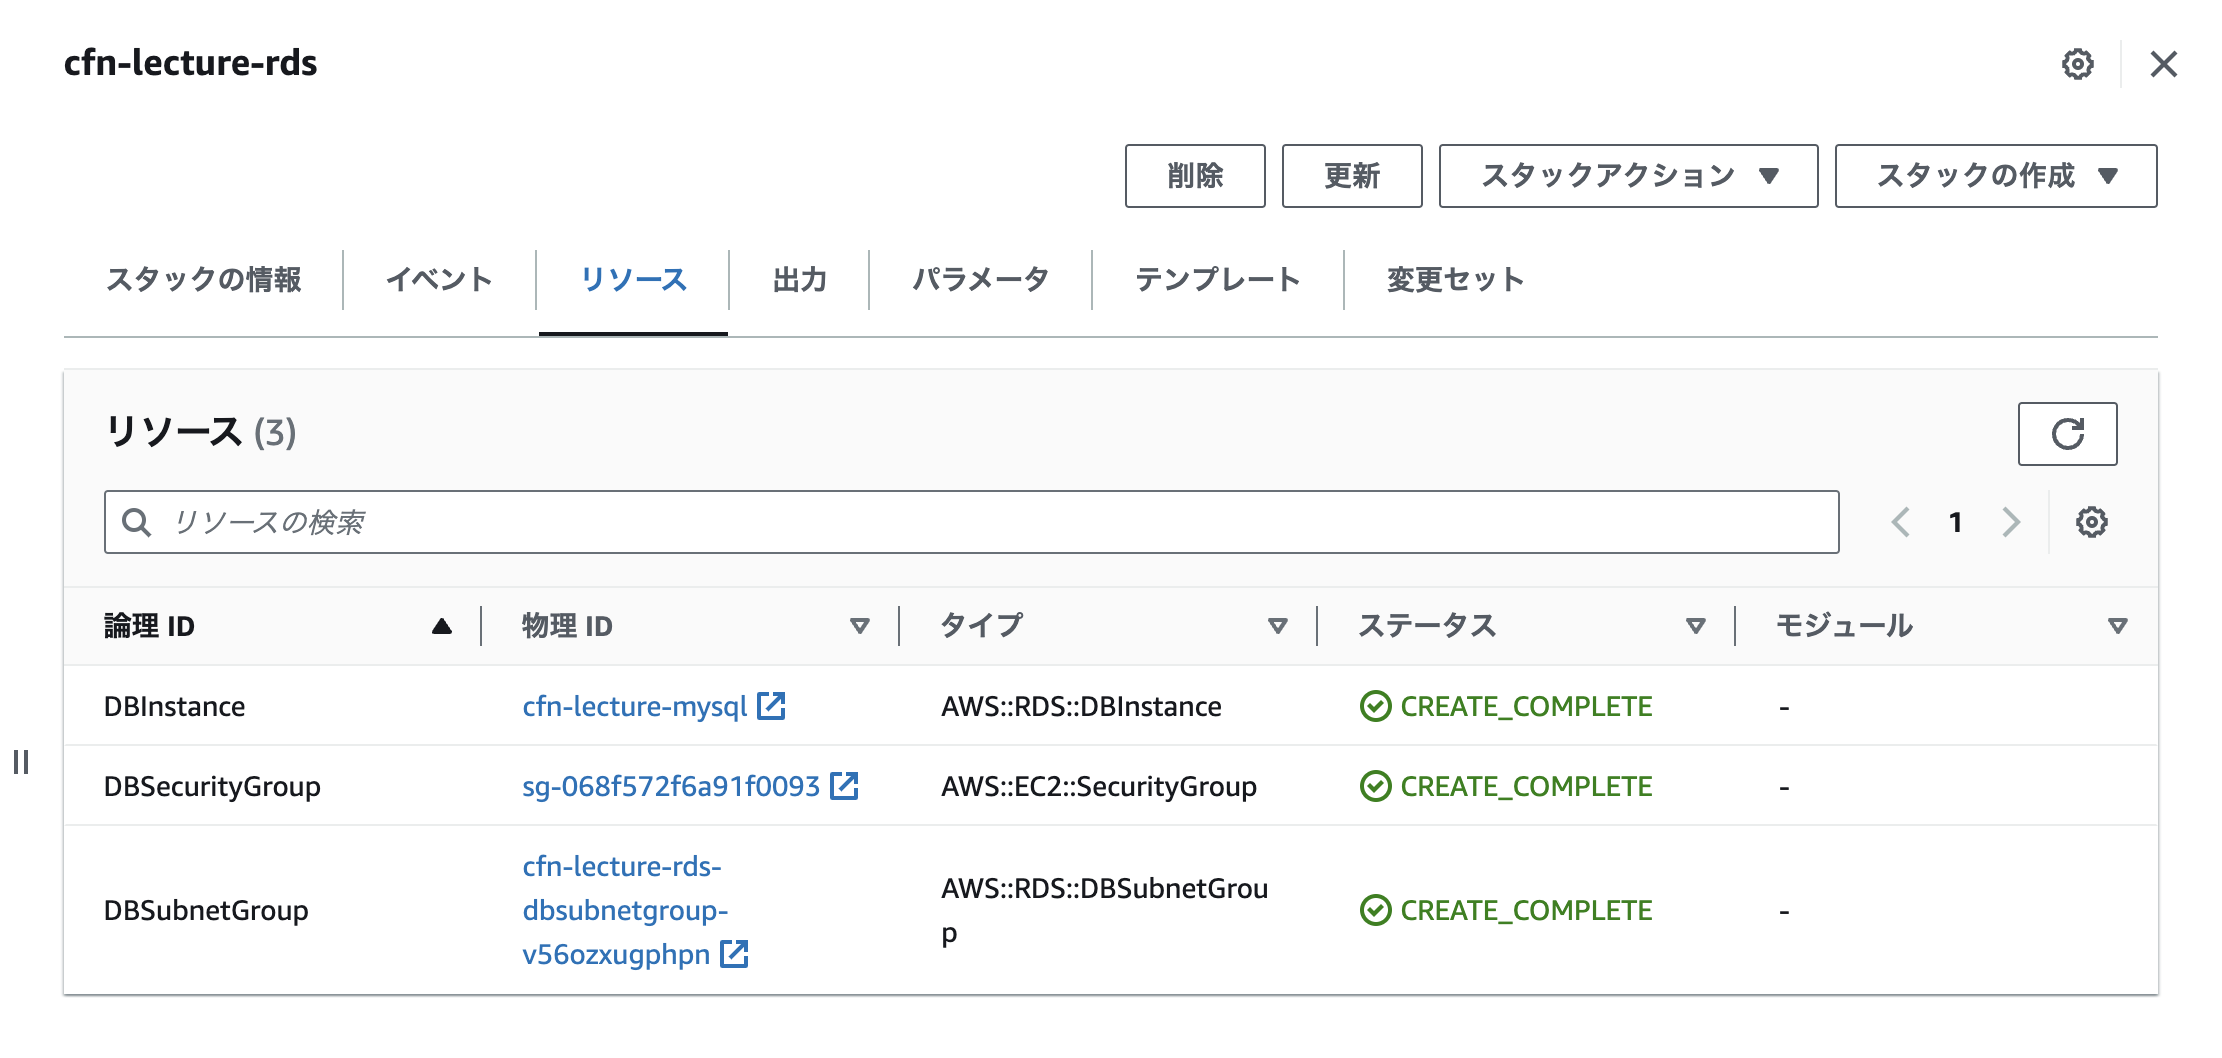 cfn-lecture-rds
削除 更新 スタックアクション ▼ スタックの作成 ▼
スタックの情報 イベント リソース 出力 パラメータ テンプレート 変更セット
リソース (3)
リソースの検索 1
論理 ID 物理 ID タイプ ステータス モジュール
DBInstance cfn-lecture-mysql AWS::RDS::DBInstance CREATE_COMPLETE -
DBSecurityGroup sg-068f572f6a91f0093 AWS::EC2::SecurityGroup CREATE_COMPLETE -
DBSubnetGroup cfn-lecture-rds-
dbsubnetgroup-
v56ozxugphpn AWS::RDS::DBSubnetGrou
p CREATE_COMPLETE -